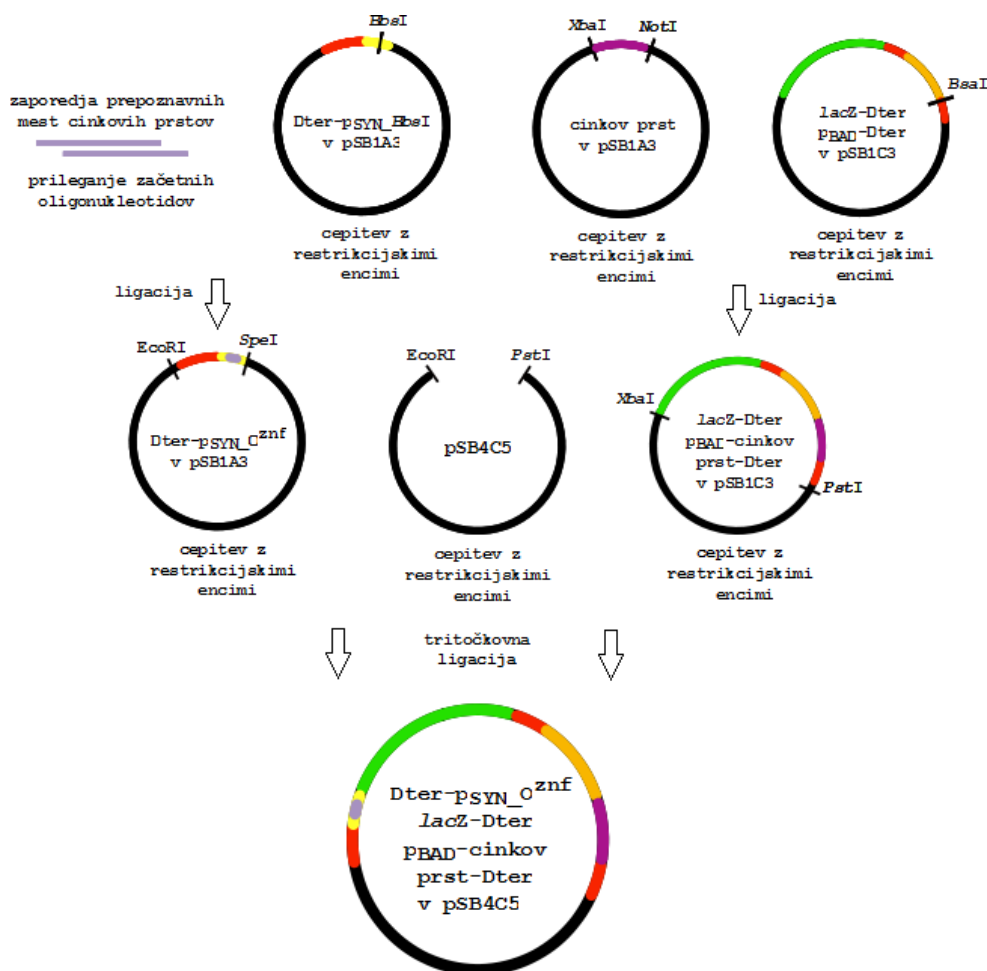 BbsI
XbaI
NotI
BsaI
zaporedja prepoznavnih
mest cinkovih prstov
prileganje začetnih
oligonukleotidov
Dter-pSYN_BbsI
v pSB1A3
cinkov prst
v pSB1A3
lacZ-Dter
pBAD-Dter
v pSB1C3
cepitev z
restrikcijskimi
encimi
cepitev z
restrikcijskimi
encimi
cepitev z
restrikcijskimi
encimi
ligacija
ligacija
EcoRI
SpeI
EcoRI
PstI
XbaI
PstI
Dter-pSYN_Oznf
v pSB1A3
pSB4C5
lacZ-Dter
pBAD-cinkov
prst-Dter
v pSB1C3
cepitev z
restrikcijskimi
encimi
cepitev z
restrikcijskimi
encimi
cepitev z
restrikcijskimi
encimi
tritočkovna
ligacija
Dter-pSYN_Oznf
lacZ-Dter
pBAD-cinkov
prst-Dter
v pSB4C5